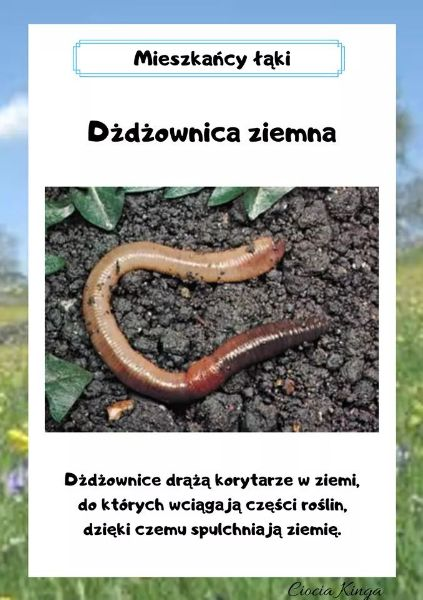 Mieszkańcy łąki
Dżdżownica ziemna
Dżdżownice drążą korytarze w ziemi,
do których wciągają części roślin,
dzięki czemu spulchniają ziemię.
Ciocia Kinga